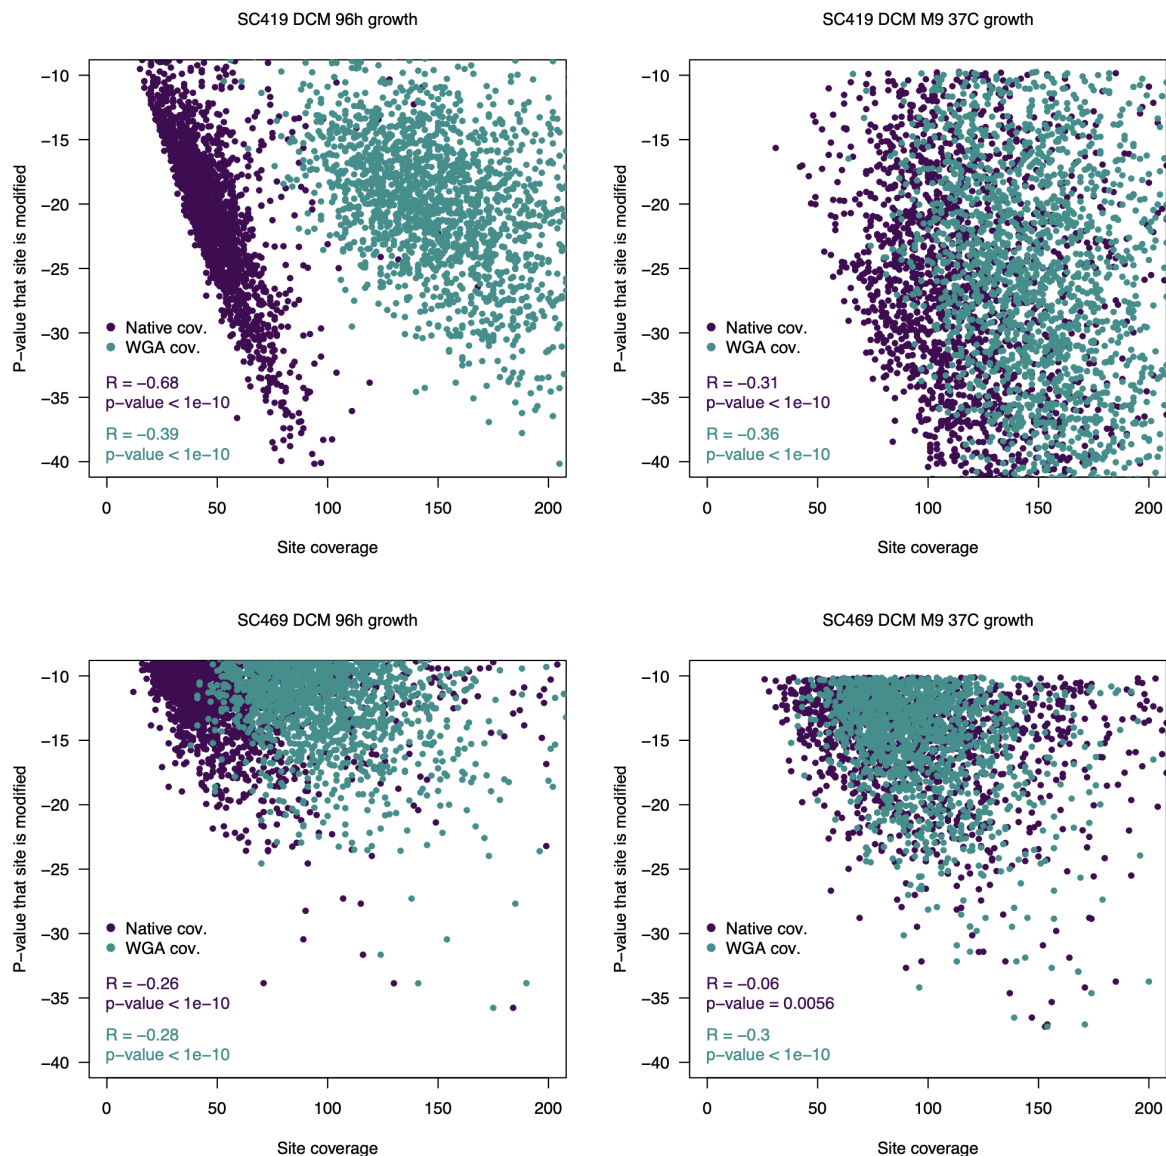 SC419 DCM 96h growth
P−value that site is modified
−10
−15
−20
−25
−30
−35
−40
Native cov.
WGA cov.
R = −0.68
p−value < 1e−10
R = −0.39
p−value < 1e−10
0 50 100 150 200
Site coverage
SC419 DCM M9 37C growth
P−value that site is modified
−10
−15
−20
−25
−30
−35
−40
Native cov.
WGA cov.
R = −0.31
p−value < 1e−10
R = −0.36
p−value < 1e−10
0 50 100 150 200
Site coverage
SC469 DCM 96h growth
P−value that site is modified
−10
−15
−20
−25
−30
−35
−40
Native cov.
WGA cov.
R = −0.26
p−value < 1e−10
R = −0.28
p−value < 1e−10
0 50 100 150 200
Site coverage
SC469 DCM M9 37C growth
P−value that site is modified
−10
−15
−20
−25
−30
−35
−40
Native cov.
WGA cov.
R = −0.06
p−value = 0.0056
R = −0.3
p−value < 1e−10
0 50 100 150 200
Site coverage